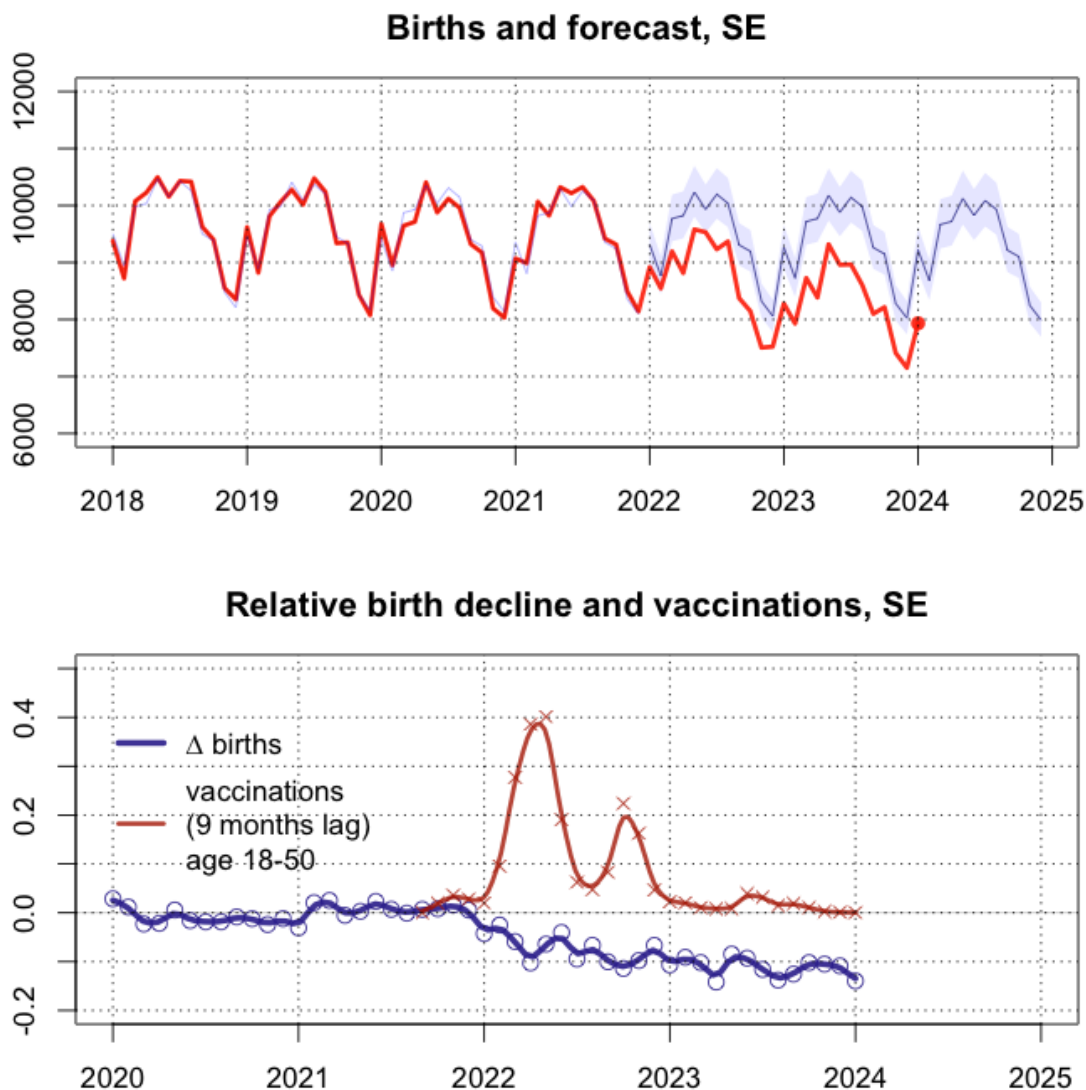 Births and forecast, SE
12000
10000
8000
6000
2018 2019 2020 2021 2022 2023 2024 2025
Relative birth decline and vaccinations, SE
0.4
0.2
0.0
-0.2
Δ births
vaccinations
(9 months lag)
age 18-50
2020 2021 2022 2023 2024 2025